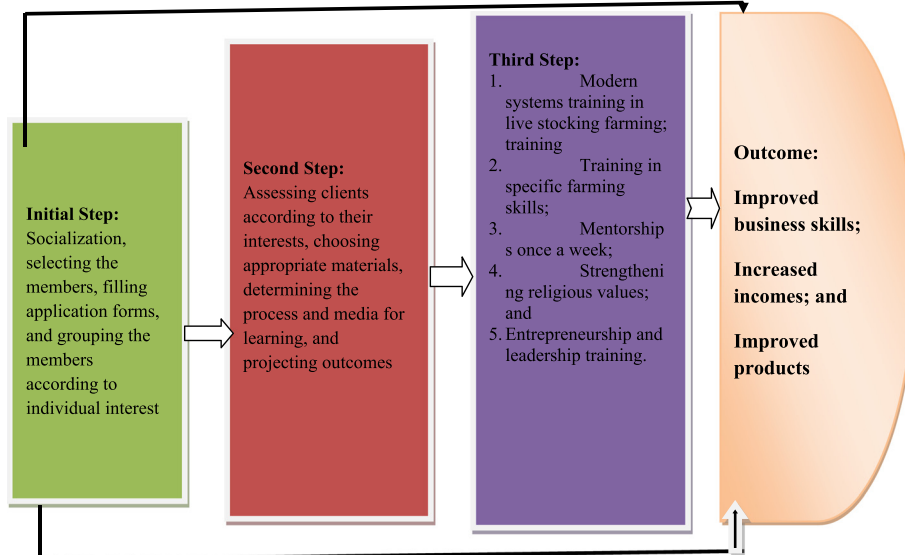 Initial Step:
Socialization,
selecting the
members, filling
application forms,
and grouping the
members
according to
individual interest
Second Step:
Assessing clients
according to their
interests, choosing
appropriate materials,
determining the
process and media for
learning, and
projecting outcomes
Third Step:
1. Modern
systems training in
live stocking farming;
training
2. Training in
specific farming
skills;
3. Mentorship
s once a week;
4. Strengtheni
ng religious values;
and
5. Entrepreneurship and
leadership training.
Outcome:
Improved
business skills;
Increased
incomes; and
Improved
products